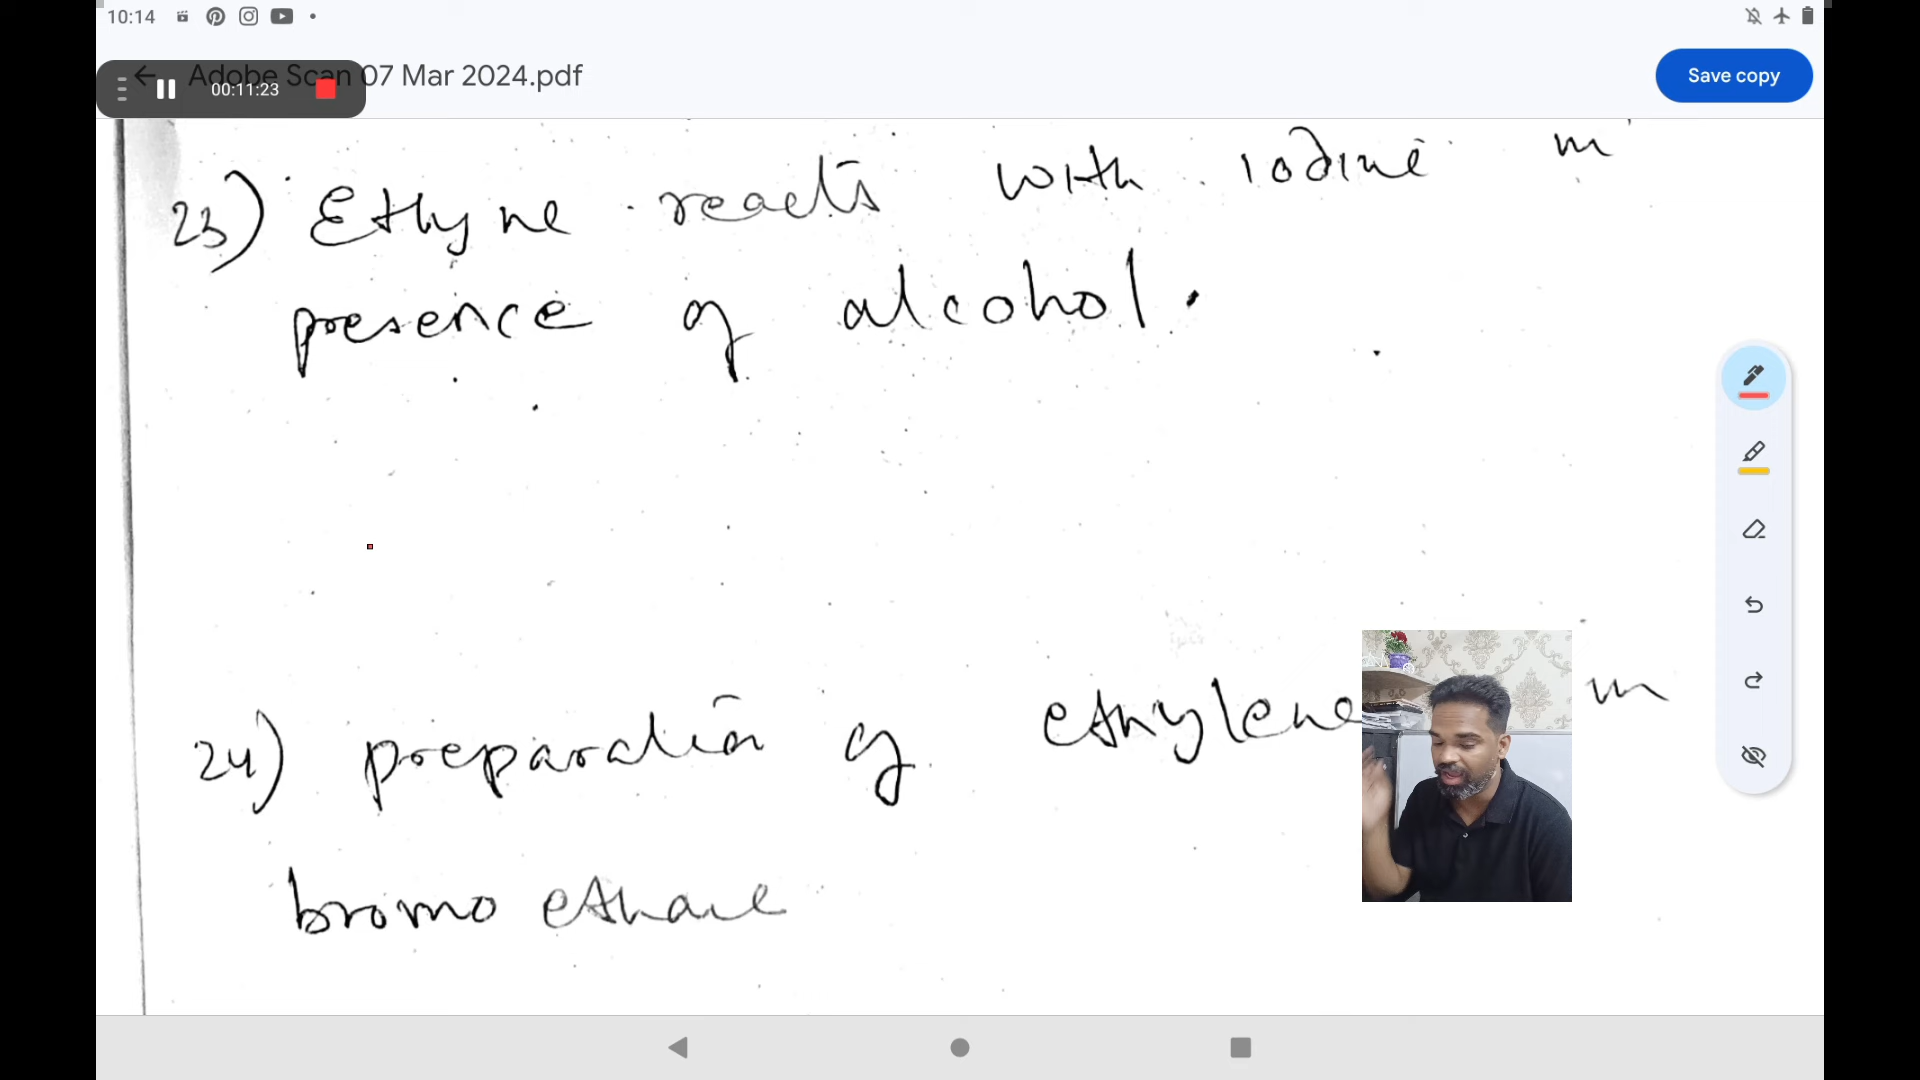 10:14
Adobe Scan 07 Mar 2024.pdf
00:11:23
Save copy
23) Ethyne reacts with iodine in
presence of alcohol.
24) preparation of ethylene in
bromo ethane